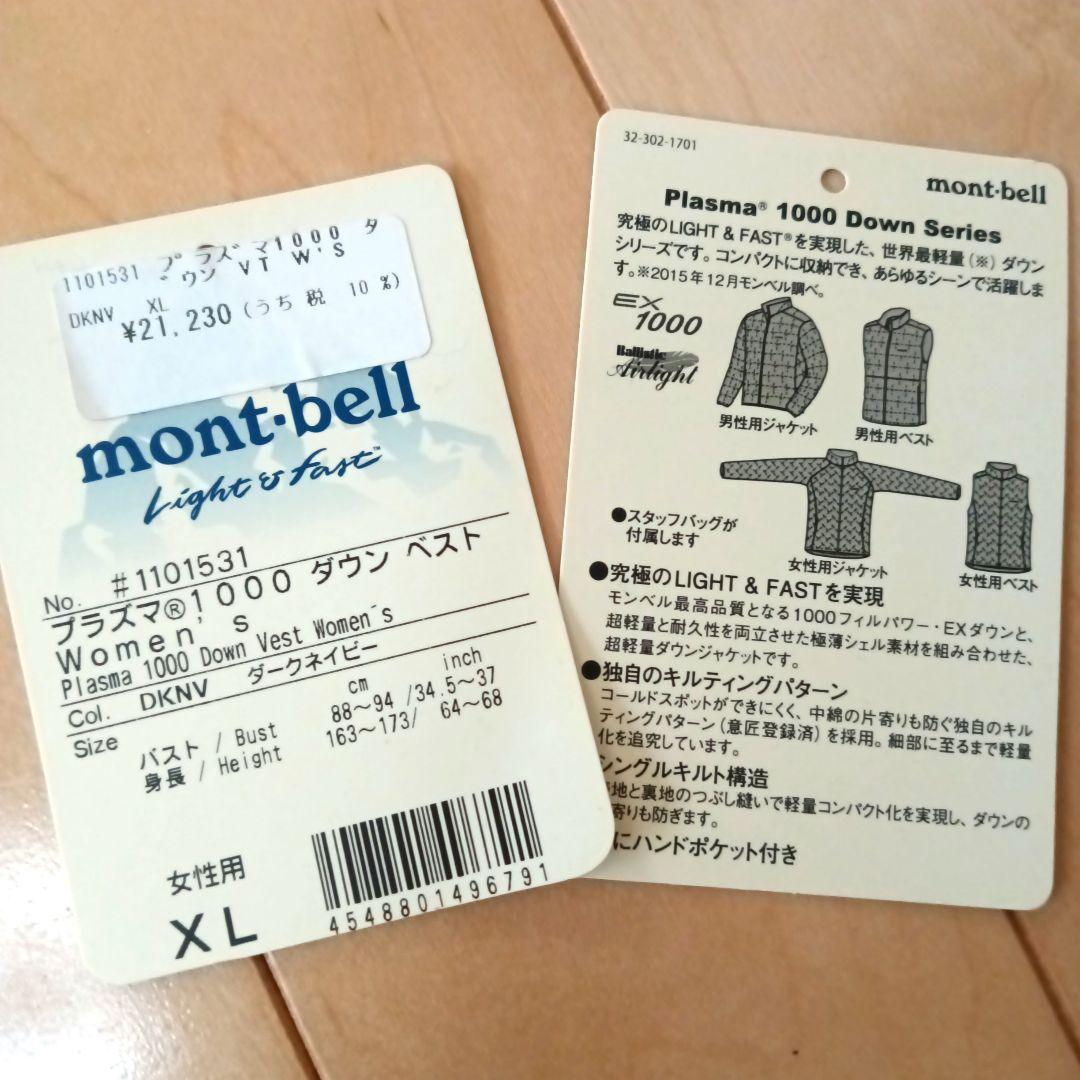 1101531 プラズマ1000 ダ
ウン VT W'S
DKNV XL
¥21,230(うち税 10%)
mont-bell
Light & Fast™
No. #1101531
プラズマ®1000 ダウン ベスト
Women's
Plasma 1000 Down Vest Women's
Col. DKNV ダークネイビー
Size cm inch
バスト / Bust 88~94 /34.5~37
身長 / Height 163~173/ 64~68
女性用
XL
4548801496791
32-302-1701
mont-bell
Plasma® 1000 Down Series
究極のLIGHT & FAST®を実現した、世界最軽量(※)ダウン
シリーズです。コンパクトに収納でき、あらゆるシーンで活躍しま
す。※2015年12月モンベル調べ。
EX
1000
Ballistic
Airlight
男性用ジャケット
男性用ベスト
●スタッフバッグが
付属します
女性用ジャケット
女性用ベスト
●究極のLIGHT & FASTを実現
モンベル最高品質となる1000フィルパワー・EXダウンと、
超軽量と耐久性を両立させた極薄シェル素材を組み合わせた、
超軽量ダウンジャケットです。
●独自のキルティングパターン
コールドスポットができにくく、中綿の片寄りも防ぐ独自のキル
ティングパターン(意匠登録済)を採用。細部に至るまで軽量
化を追究しています。
シングルキルト構造
地と裏地のつぶし縫いで軽量コンパクト化を実現し、ダウンの
寄りも防ぎます。
にハンドポケット付き